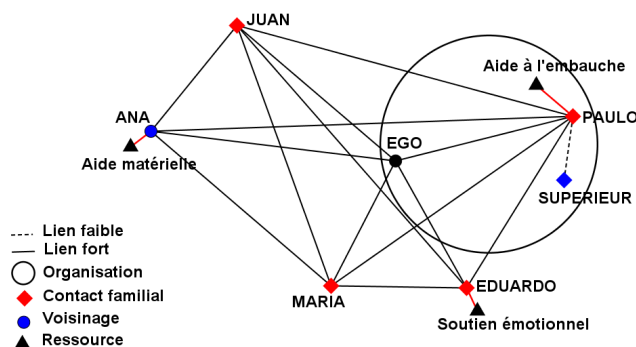 JUAN
Aide à l'embauche
ANA
PAULO
EGO
Aide matérielle
SUPERIEUR
Lien faible
Lien fort
Organisation
Contact familial
Voisinage
Ressource
MARIA
EDUARDO
Soutien émotionnel